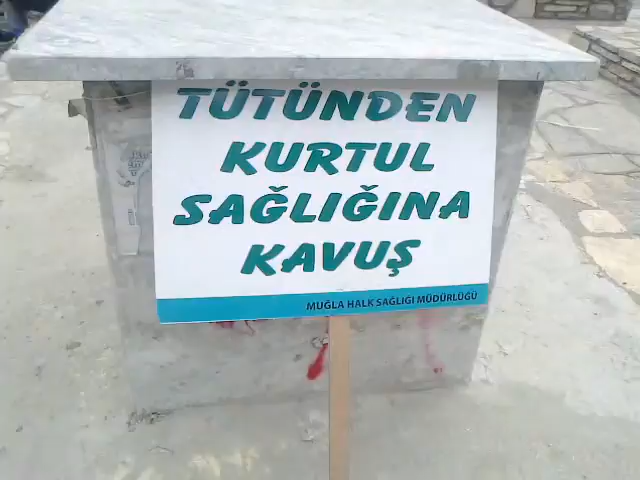 TÜTÜNDEN
KURTUL
SAĞLIĞINA
KAVUŞ
MUĞLA HALK SAĞLIĞI MÜDÜRLÜĞÜ